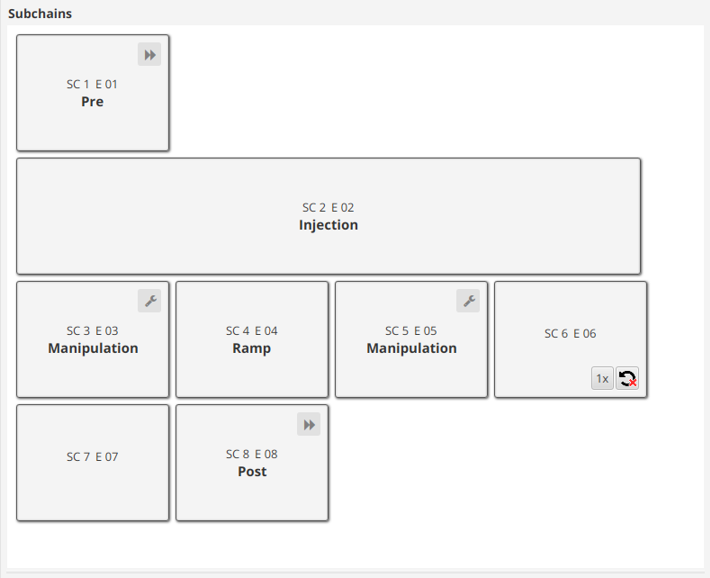 Subchains
SC 1 E 01
Pre
SC 2 E 02
Injection
SC 3 E 03
Manipulation
SC 4 E 04
Ramp
SC 5 E 05
Manipulation
SC 6 E 06
1x
SC 7 E 07
SC 8 E 08
Post